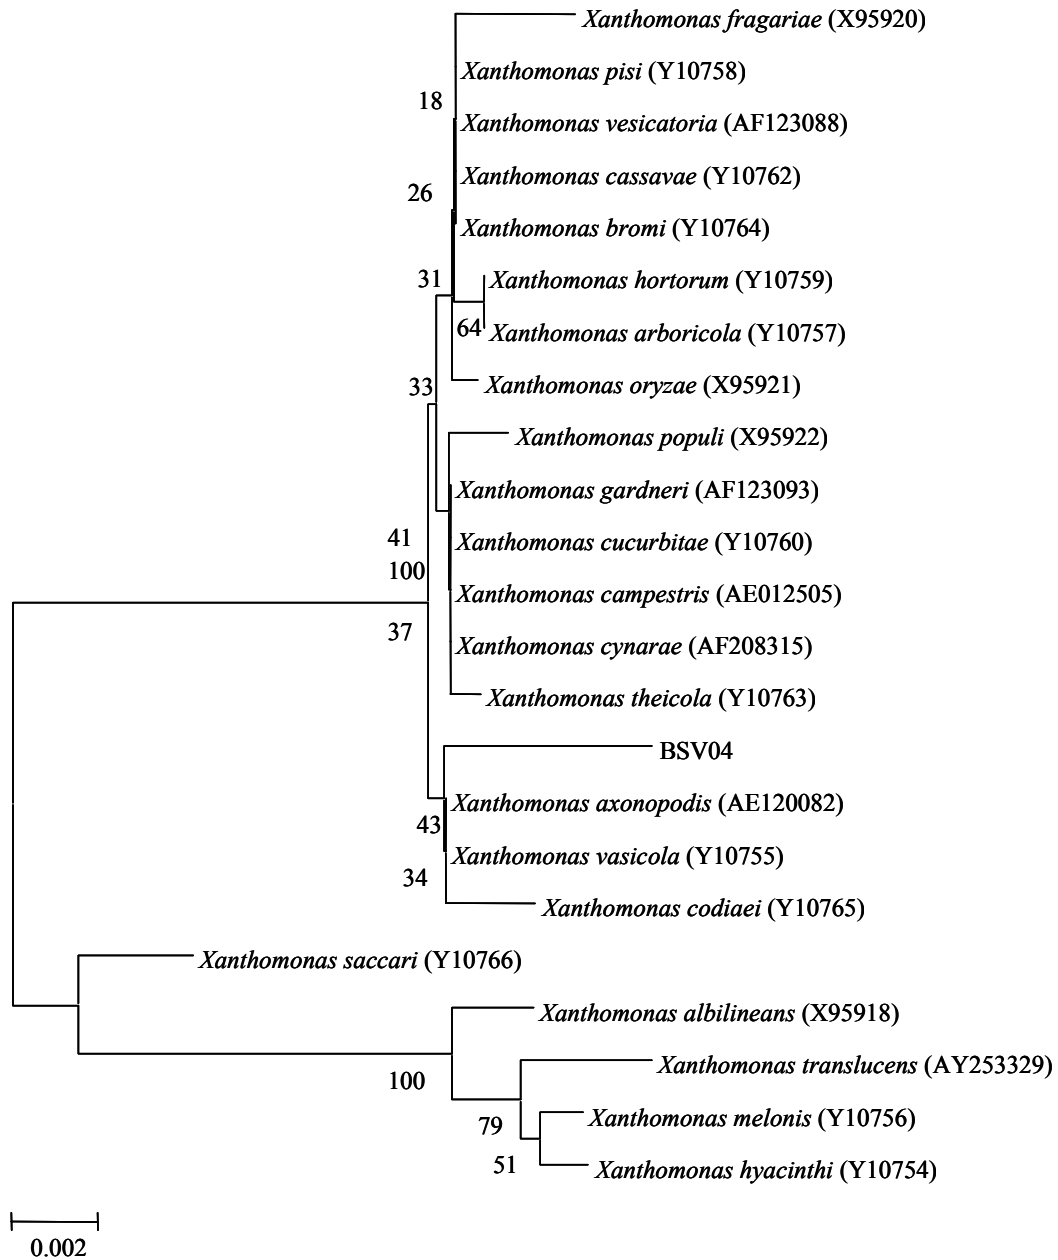 Xanthomonas fragariae (X95920)
Xanthomonas pisi (Y10758)
18
Xanthomonas vesicatoria (AF123088)
Xanthomonas cassavae (Y10762)
26
Xanthomonas bromi (Y10764)
31
Xanthomonas hortorum (Y10759)
64
Xanthomonas arboricola (Y10757)
33
Xanthomonas oryzae (X95921)
Xanthomonas populi (X95922)
Xanthomonas gardneri (AF123093)
41
Xanthomonas cucurbitae (Y10760)
100
Xanthomonas campestris (AE012505)
37
Xanthomonas cynarae (AF208315)
Xanthomonas theicola (Y10763)
BSV04
Xanthomonas axonopodis (AE120082)
43
Xanthomonas vasicola (Y10755)
34
Xanthomonas codiaei (Y10765)
Xanthomonas saccari (Y10766)
Xanthomonas albilineans (X95918)
Xanthomonas translucens (AY253329)
100
Xanthomonas melonis (Y10756)
79
51
Xanthomonas hyacinthi (Y10754)
0.002